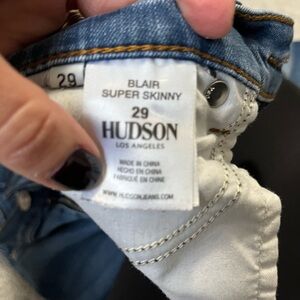 29
BLAIR
SUPER SKINNY
29
HUDSON
LOS ANGELES
MADE IN CHINA
HECHO EN CHINA
FABRIQUÉ EN CHINE
WWW.HUDSONJEANS.COM